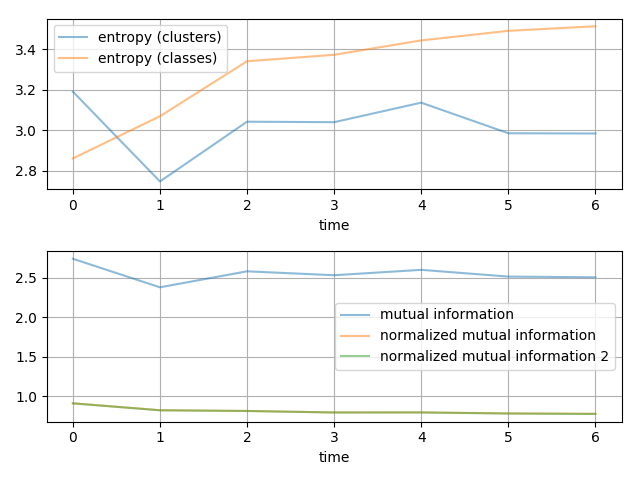 entropy (clusters)
entropy (classes)
3.4
3.2
3.0
2.8
0 1 2 3 4 5 6
time
2.5
2.0
1.5
1.0
mutual information
normalized mutual information
normalized mutual information 2
0 1 2 3 4 5 6
time